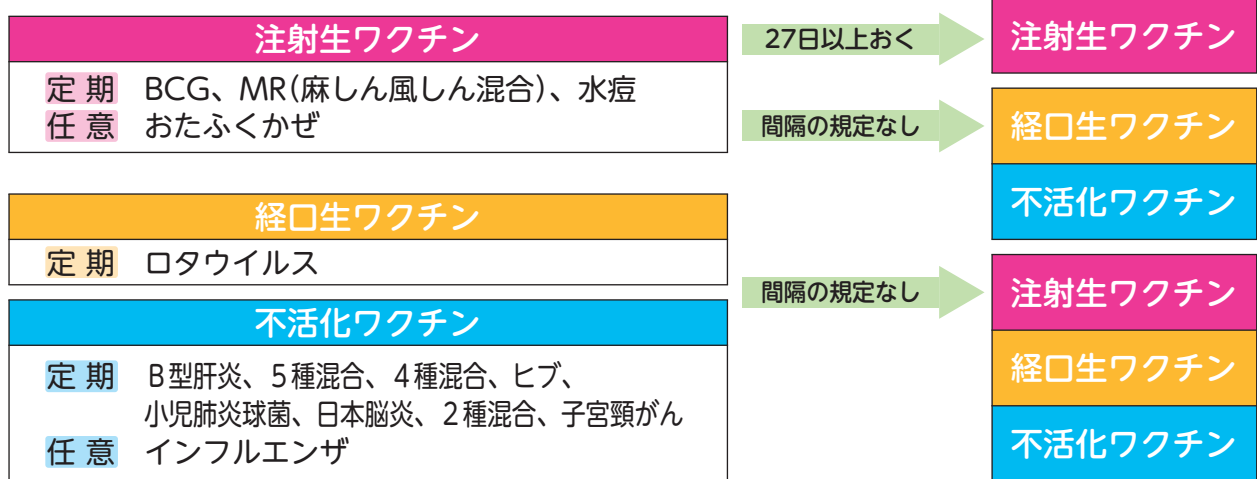 注射生ワクチン
定期 BCG、MR(麻しん風しん混合)、水痘
任意 おたふくかぜ
27日以上おく
注射生ワクチン
間隔の規定なし
経口生ワクチン
不活化ワクチン
経口生ワクチン
定期 ロタウイルス
不活化ワクチン
定期 B型肝炎、5種混合、4種混合、ヒブ、
小児肺炎球菌、日本脳炎、2種混合、子宮頸がん
任意 インフルエンザ
間隔の規定なし
注射生ワクチン
経口生ワクチン
不活化ワクチン